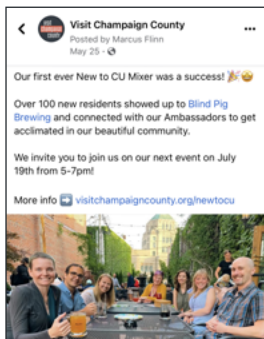 Visit Champaign County
Posted by Marcus Flinn
May 25 ·
Our first ever New to CU Mixer was a success! 🎉🤩
Over 100 new residents showed up to Blind Pig
Brewing and connected with our Ambassadors to get
acclimated in our beautiful community.
We invite you to join us on our next event on July
19th from 5-7pm!
More info ➡️ visitchampaigncounty.org/newtocu